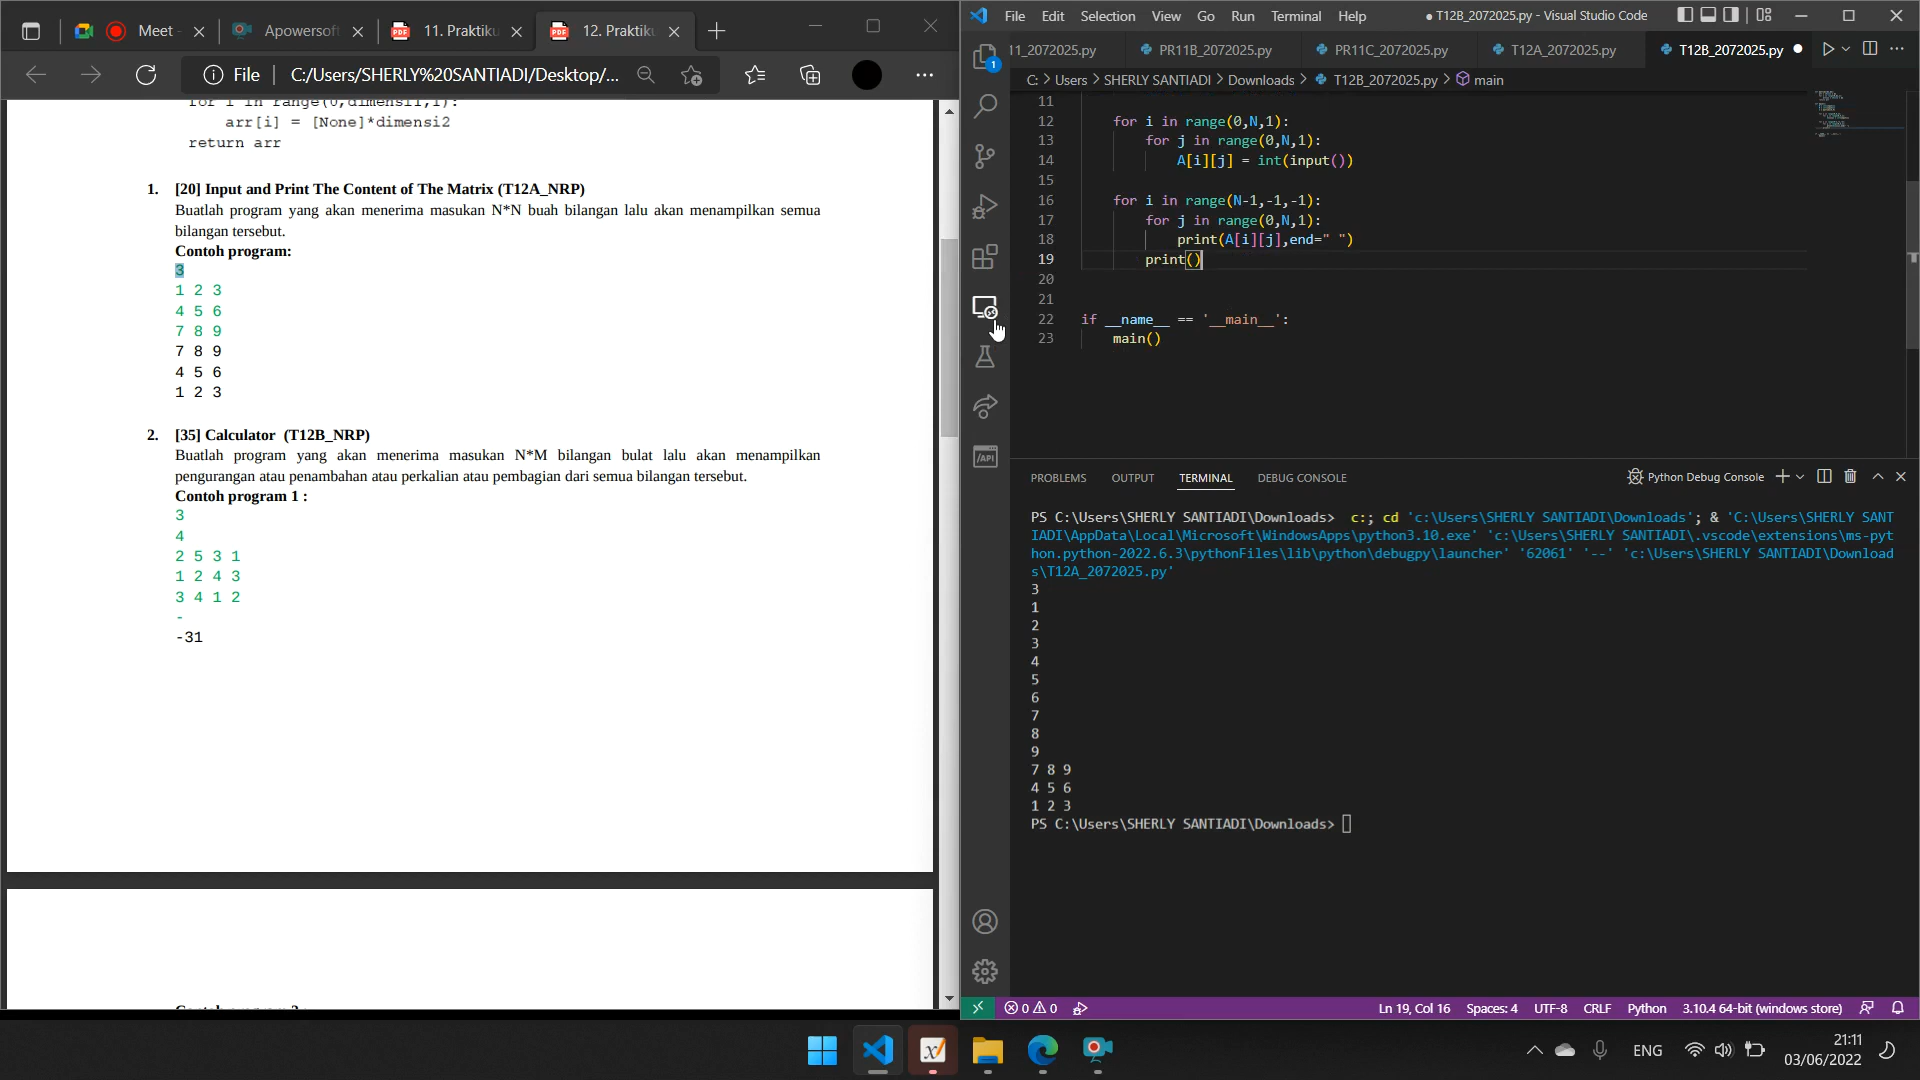 Meet
Apowersoft
11. Praktiku
12. Praktiku
File
C:/Users/SHERLY%20SANTIADI/Desktop/...
for i in range(0,dimensi1,1):
arr[i] = [None]*dimensi2
return arr
1. [20] Input and Print The Content of The Matrix (T12A_NRP)
Buatlah program yang akan menerima masukan N*N buah bilangan lalu akan menampilkan semua
bilangan tersebut.
Contoh program:
3
1 2 3
4 5 6
7 8 9
7 8 9
4 5 6
1 2 3
2. [35] Calculator (T12B_NRP)
Buatlah program yang akan menerima masukan N*M bilangan bulat lalu akan menampilkan
pengurangan atau penambahan atau perkalian atau pembagian dari semua bilangan tersebut.
Contoh program 1 :
3
4
2 5 3 1
1 2 4 3
3 4 1 2
-
-31
File Edit Selection View Go Run Terminal Help
● T12B_2072025.py - Visual Studio Code
11_2072025.py
PR11B_2072025.py
PR11C_2072025.py
T12A_2072025.py
T12B_2072025.py
C: > Users > SHERLY SANTIADI > Downloads > T12B_2072025.py > main
11
12 for i in range(0,N,1):
13 for j in range(0,N,1):
14 A[i][j] = int(input())
15
16 for i in range(N-1,-1,-1):
17 for j in range(0,N,1):
18 print(A[i][j],end=" ")
19 print()
20
21
22 if __name__ == '__main__':
23 main()
1
/API
PROBLEMS OUTPUT TERMINAL DEBUG CONSOLE
Python Debug Console
PS C:\Users\SHERLY SANTIADI\Downloads>  c:; cd 'c:\Users\SHERLY SANTIADI\Downloads'; & 'C:\Users\SHERLY SANT
IADI\AppData\Local\Microsoft\WindowsApps\python3.10.exe' 'c:\Users\SHERLY SANTIADI\.vscode\extensions\ms-pyt
hon.python-2022.6.3\pythonFiles\lib\python\debugpy\launcher' '62061' '--' 'c:\Users\SHERLY SANTIADI\Download
s\T12A_2072025.py'
3
1
2
3
4
5
6
7
8
9
7 8 9
4 5 6
1 2 3
PS C:\Users\SHERLY SANTIADI\Downloads>
0 0
Ln 19, Col 16 Spaces: 4 UTF-8 CRLF Python 3.10.4 64-bit (windows store)
ENG
21:11
03/06/2022